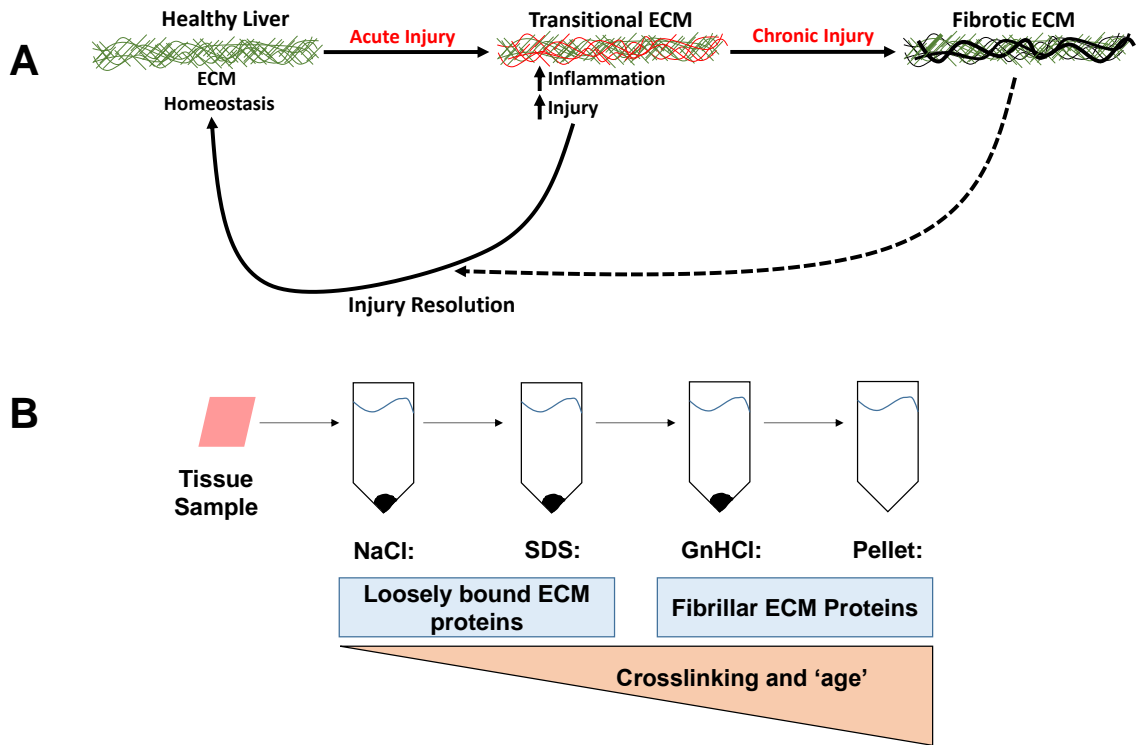 A
Healthy Liver
Transitional ECM
Fibrotic ECM
Acute Injury
Chronic Injury
ECM
Homeostasis
Inflammation
Injury
Injury Resolution
B
Tissue
Sample
NaCl:
SDS:
GnHCl:
Pellet:
Loosely bound ECM
proteins
Fibrillar ECM Proteins
Crosslinking and ‘age’